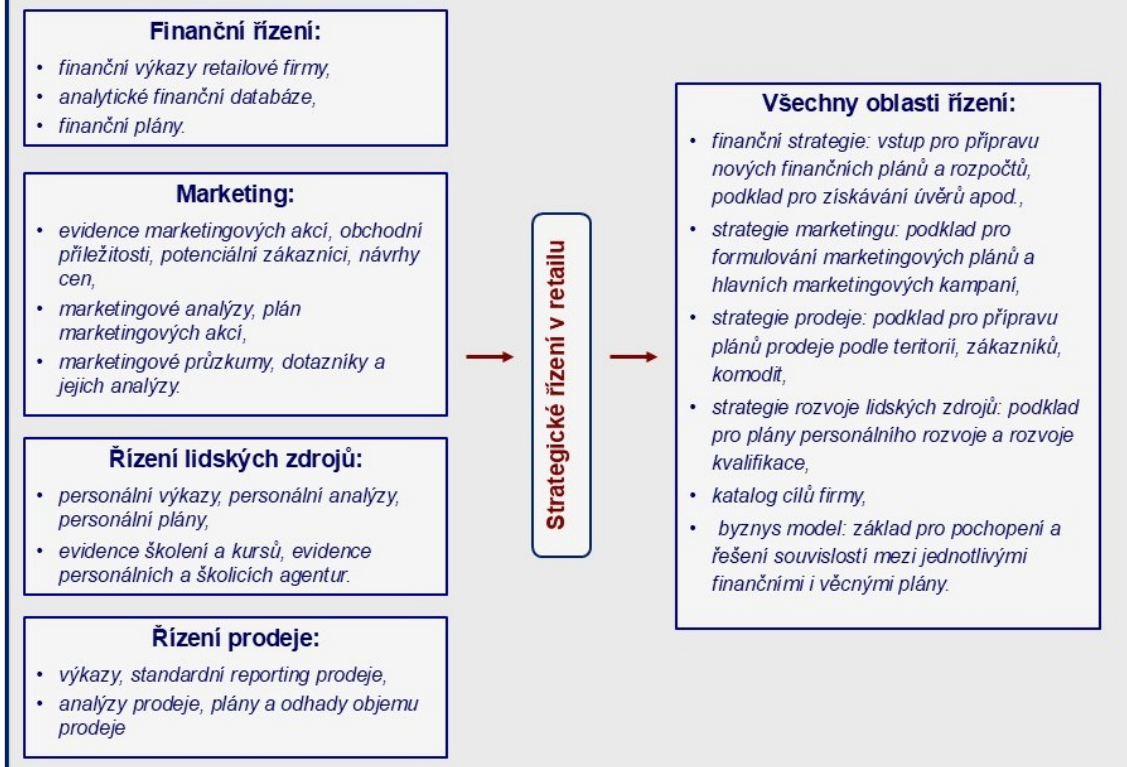 Finanční řízení:
• finanční výkazy retailové firmy,
• analytické finanční databáze,
• finanční plány.
Marketing:
• evidence marketingových akcí, obchodní
příležitosti, potenciální zákazníci, návrhy
cen,
• marketingové analýzy, plán
marketingových akcí,
• marketingové průzkumy, dotazníky a
jejich analýzy.
Řízení lidských zdrojů:
• personální výkazy, personální analýzy,
personální plány,
• evidence školení a kursů, evidence
personálních a školicích agentur.
Řízení prodeje:
• výkazy, standardní reporting prodeje,
• analýzy prodeje, plány a odhady objemu
prodeje
Strategické řízení v retailu
Všechny oblasti řízení:
• finanční strategie: vstup pro přípravu
nových finančních plánů a rozpočtů,
podklad pro získávání úvěrů apod.,
• strategie marketingu: podklad pro
formulování marketingových plánů a
hlavních marketingových kampaní,
• strategie prodeje: podklad pro přípravu
plánů prodeje podle teritorií, zákazníků,
komodit,
• strategie rozvoje lidských zdrojů: podklad
pro plány personálního rozvoje a rozvoje
kvalifikace,
• katalog cílů firmy,
• byznys model: základ pro pochopení a
řešení souvislostí mezi jednotlivými
finančními i věcnými plány.